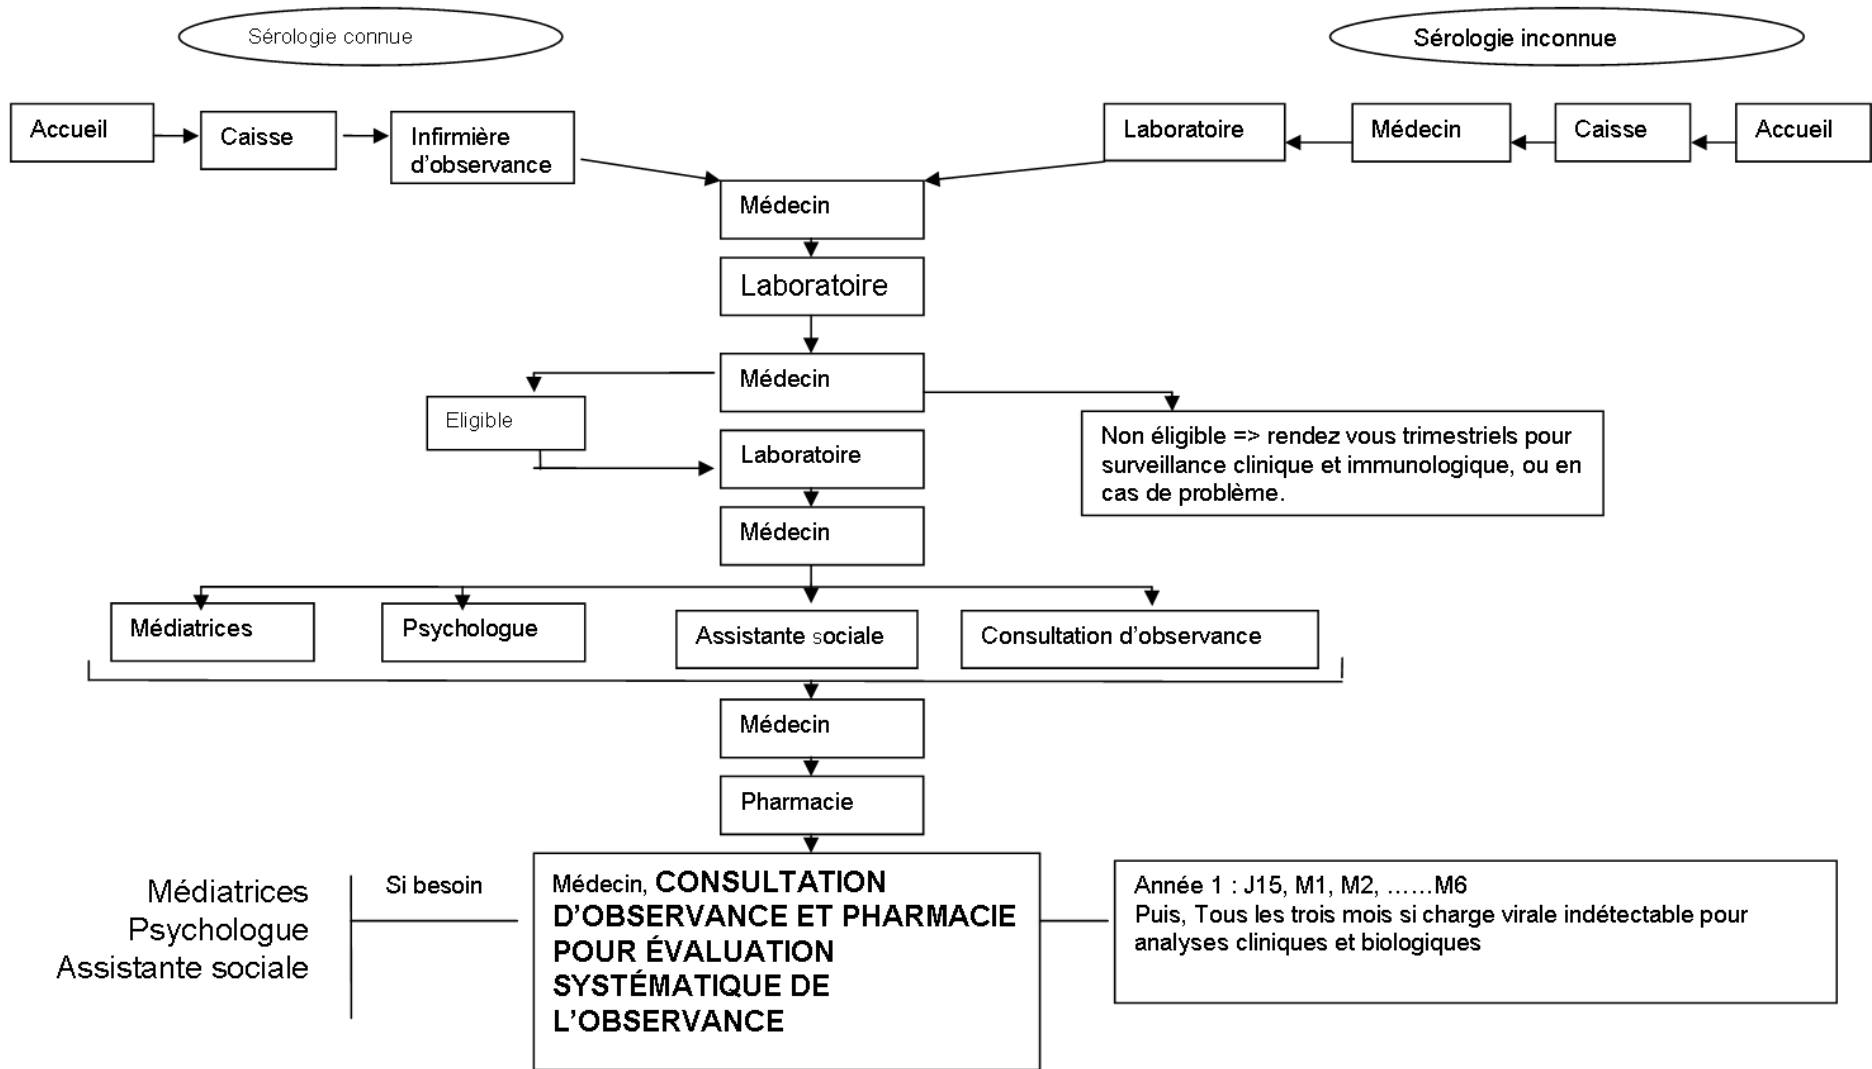 Sérologie connue
Sérologie inconnue
Accueil
Caisse
Infirmière
d'observance
Laboratoire
Médecin
Caisse
Accueil
Médecin
Laboratoire
Médecin
Eligible
Non éligible => rendez vous trimestriels pour
surveillance clinique et immunologique, ou en
cas de problème.
Laboratoire
Médecin
Médiatrices
Psychologue
Assistante sociale
Consultation d'observance
Médecin
Pharmacie
Médiatrices
Psychologue
Assistante sociale
Si besoin
Médecin, CONSULTATION
D'OBSERVANCE ET PHARMACIE
POUR ÉVALUATION
SYSTÉMATIQUE DE
L'OBSERVANCE
Année 1 : J15, M1, M2, ......M6
Puis, Tous les trois mois si charge virale indétectable pour
analyses cliniques et biologiques